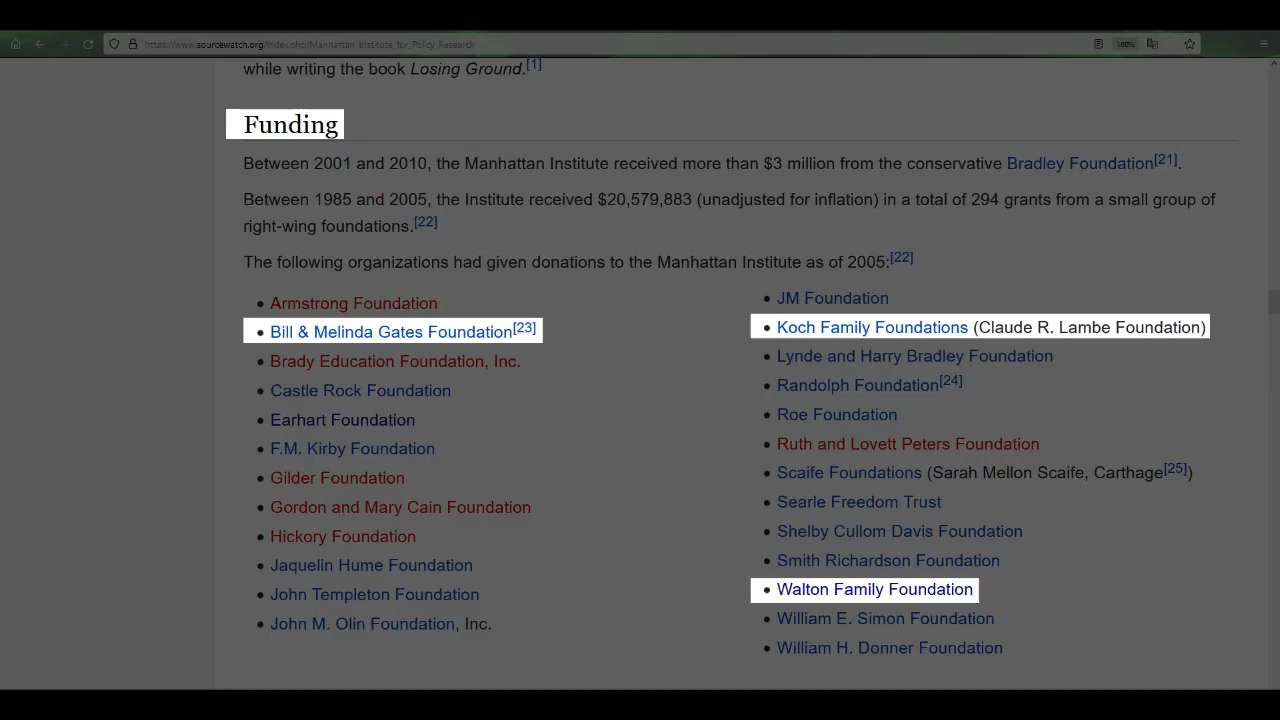 https://www.sourcewatch.org/index.php/Manhattan_Institute_for_Policy_Research
180%
while writing the book Losing Ground.[1]
Funding
Between 2001 and 2010, the Manhattan Institute received more than $3 million from the conservative Bradley Foundation[21].
Between 1985 and 2005, the Institute received $20,579,883 (unadjusted for inflation) in a total of 294 grants from a small group of
right-wing foundations.[22]
The following organizations had given donations to the Manhattan Institute as of 2005:[22]
• Armstrong Foundation
• Bill & Melinda Gates Foundation[23]
• Brady Education Foundation, Inc.
• Castle Rock Foundation
• Earhart Foundation
• F.M. Kirby Foundation
• Gilder Foundation
• Gordon and Mary Cain Foundation
• Hickory Foundation
• Jaquelin Hume Foundation
• John Templeton Foundation
• John M. Olin Foundation, Inc.
• JM Foundation
• Koch Family Foundations (Claude R. Lambe Foundation)
• Lynde and Harry Bradley Foundation
• Randolph Foundation[24]
• Roe Foundation
• Ruth and Lovett Peters Foundation
• Scaife Foundations (Sarah Mellon Scaife, Carthage[25])
• Searle Freedom Trust
• Shelby Cullom Davis Foundation
• Smith Richardson Foundation
• Walton Family Foundation
• William E. Simon Foundation
• William H. Donner Foundation